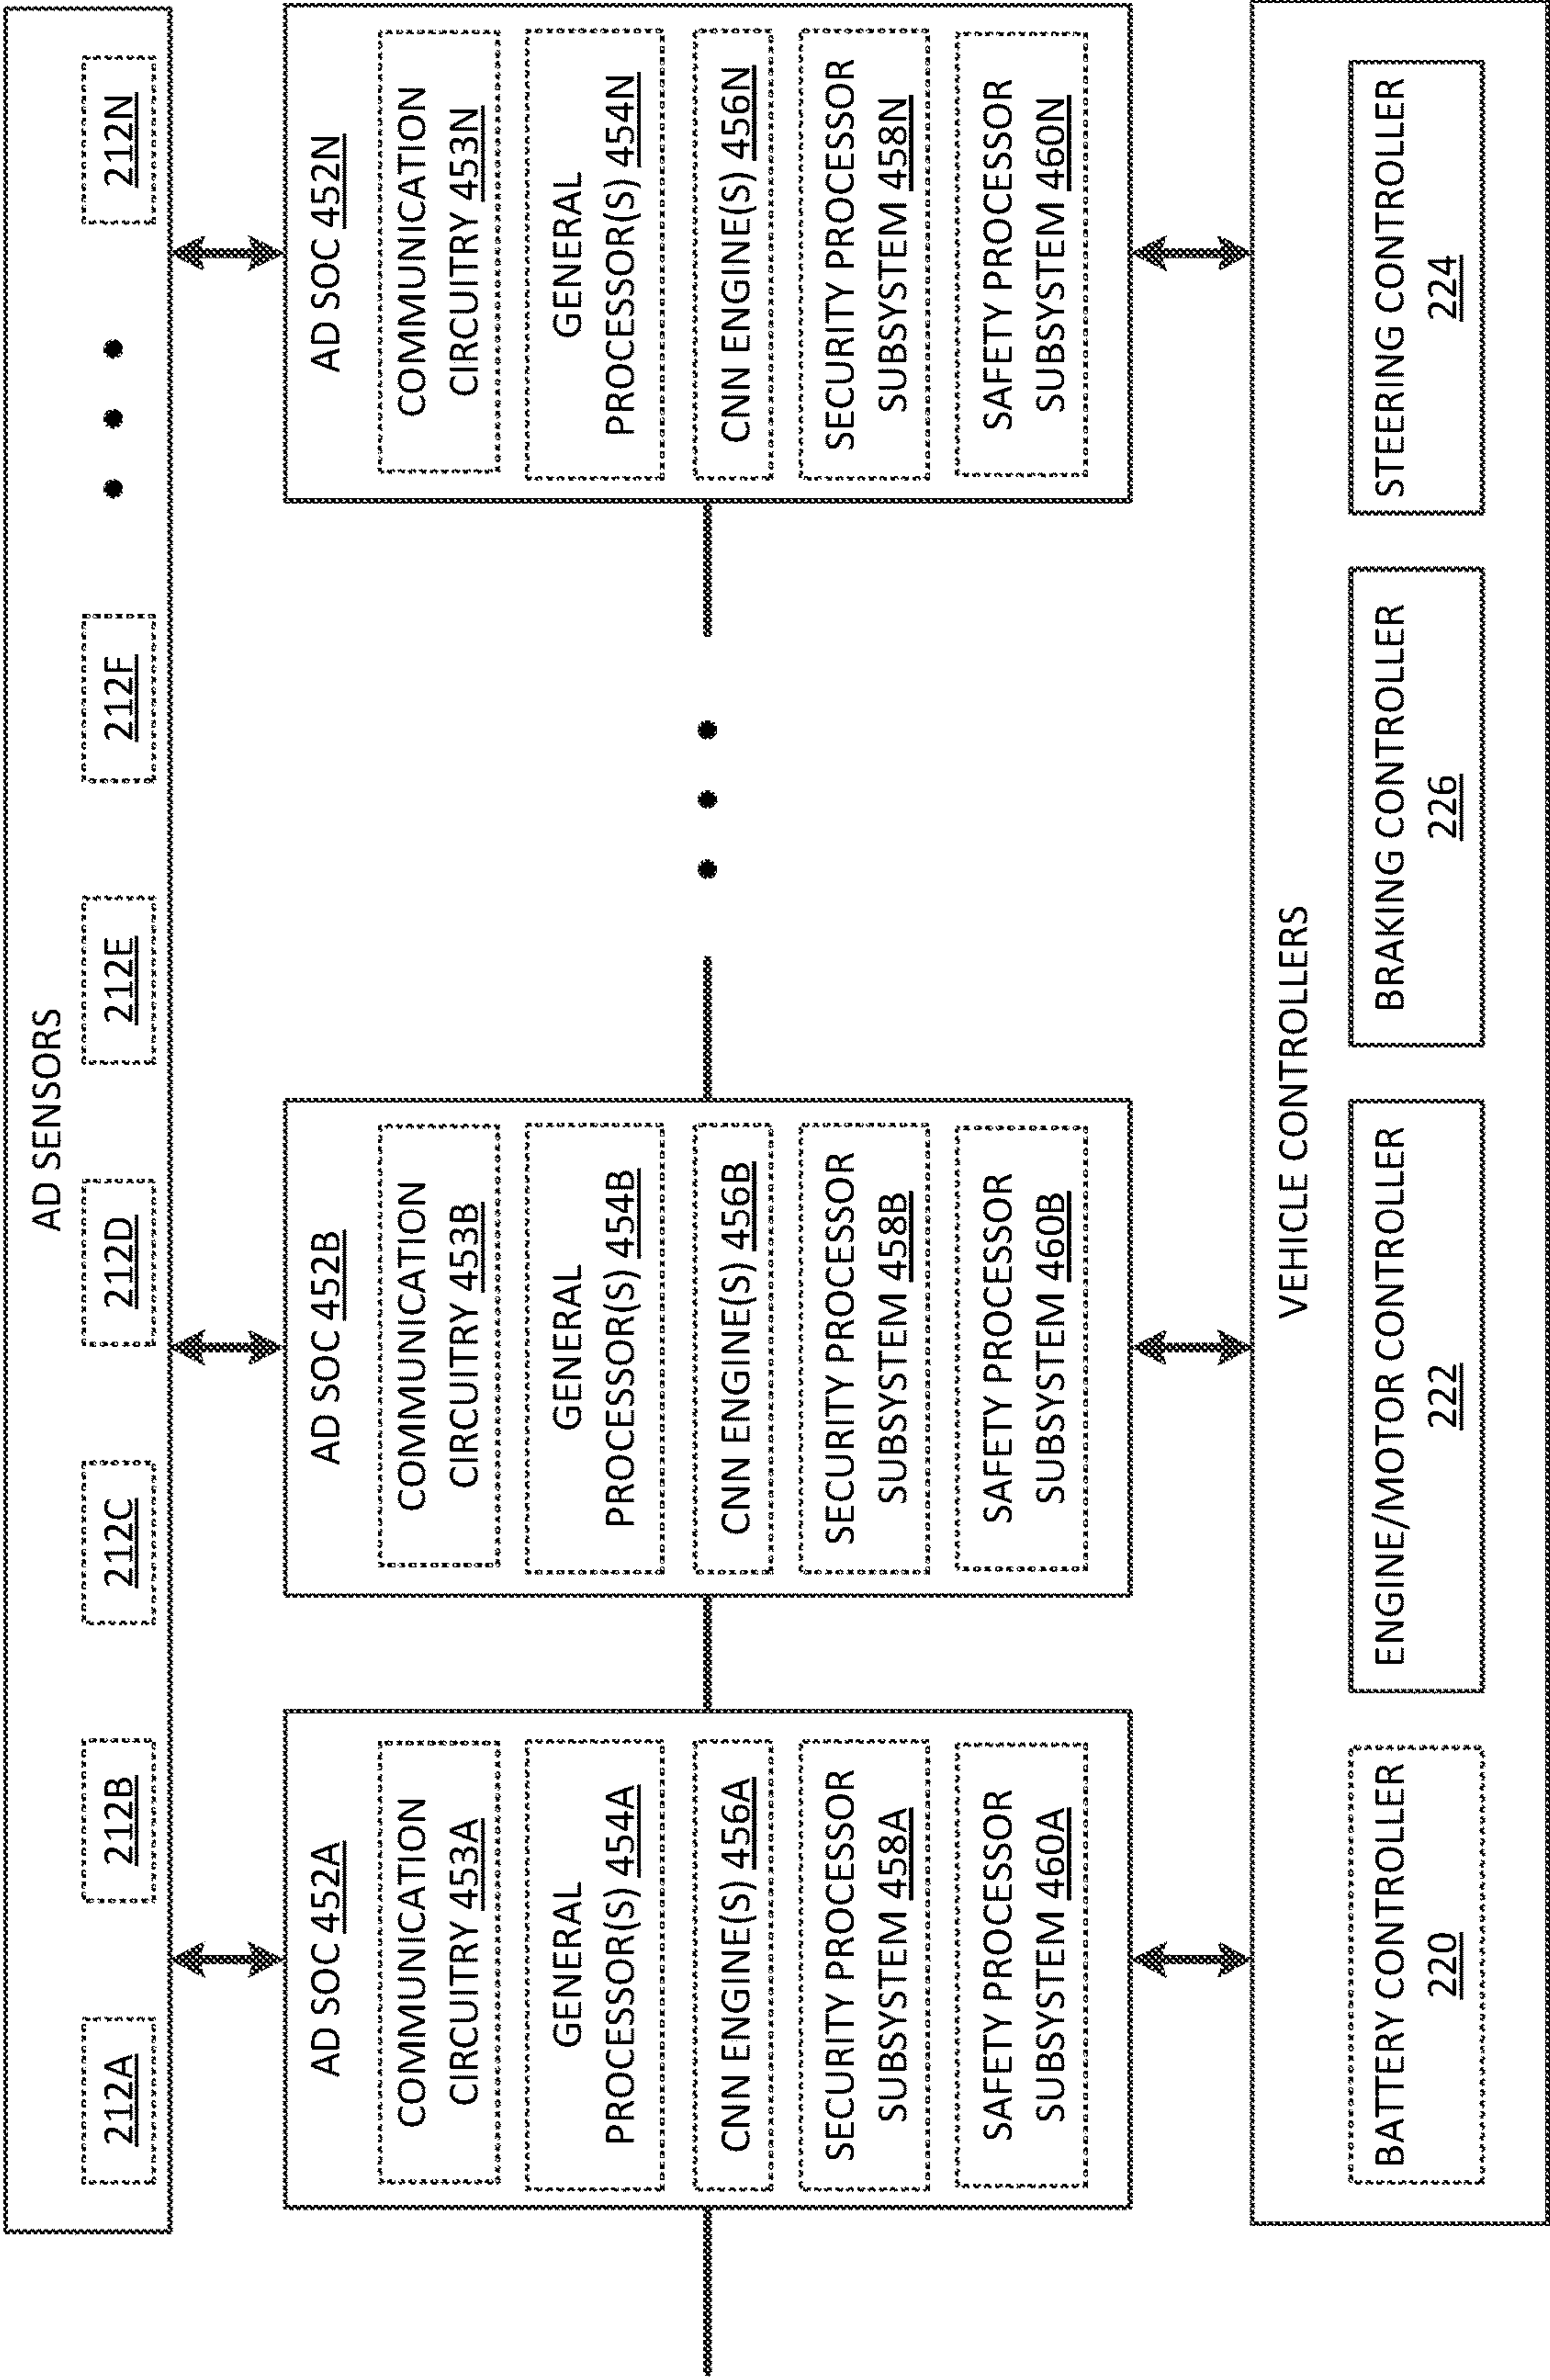 AD SENSORS
212A
212B
212C
212D
212E
212F
212N
AD SOC 452A
COMMUNICATION
CIRCUITRY 453A
GENERAL
PROCESSOR(S) 454A
CNN ENGINE(S) 456A
SECURITY PROCESSOR
SUBSYSTEM 458A
SAFETY PROCESSOR
SUBSYSTEM 460A
AD SOC 452B
COMMUNICATION
CIRCUITRY 453B
GENERAL
PROCESSOR(S) 454B
CNN ENGINE(S) 456B
SECURITY PROCESSOR
SUBSYSTEM 458B
SAFETY PROCESSOR
SUBSYSTEM 460B
AD SOC 452N
COMMUNICATION
CIRCUITRY 453N
GENERAL
PROCESSOR(S) 454N
CNN ENGINE(S) 456N
SECURITY PROCESSOR
SUBSYSTEM 458N
SAFETY PROCESSOR
SUBSYSTEM 460N
VEHICLE CONTROLLERS
BATTERY CONTROLLER
220
ENGINE/MOTOR CONTROLLER
222
BRAKING CONTROLLER
226
STEERING CONTROLLER
224